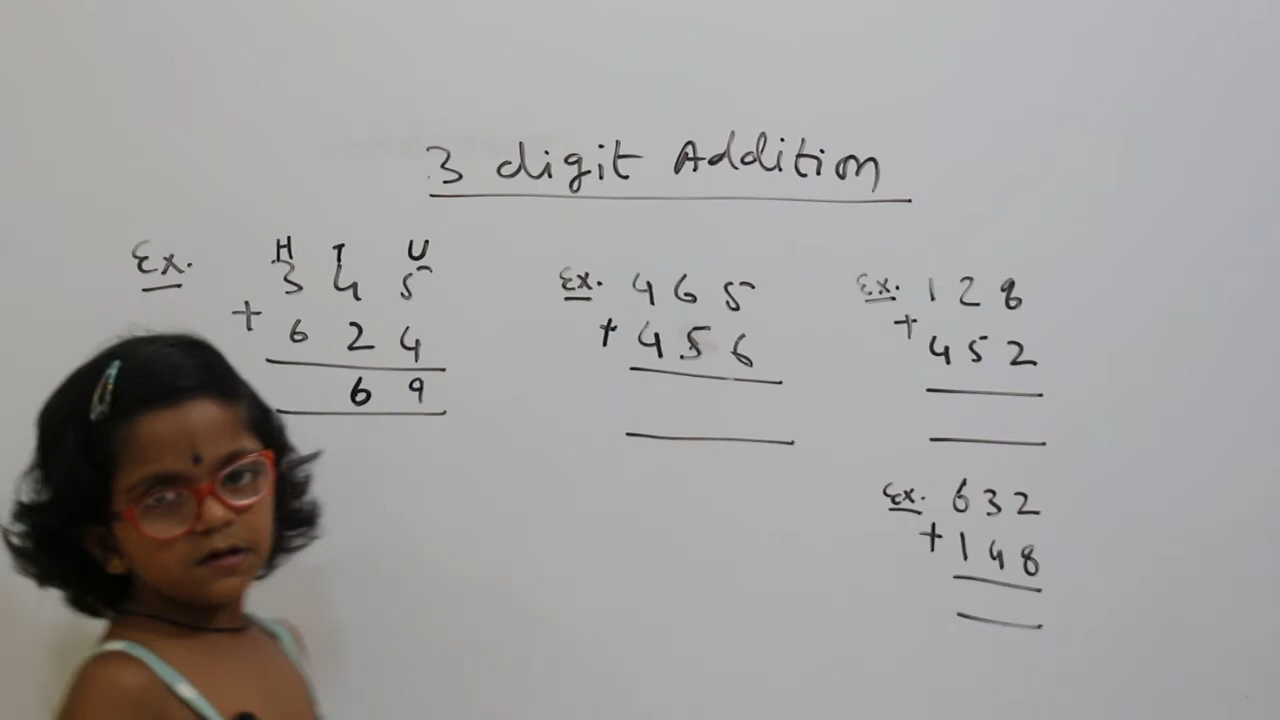 3 digit Addition
Ex.
H T U
3 4 5
+ 6 2 4
6 9
Ex. 4 6 5
+ 4 5 6
Ex. 1 2 8
+ 4 5 2
Ex. 6 3 2
+ 1 4 8